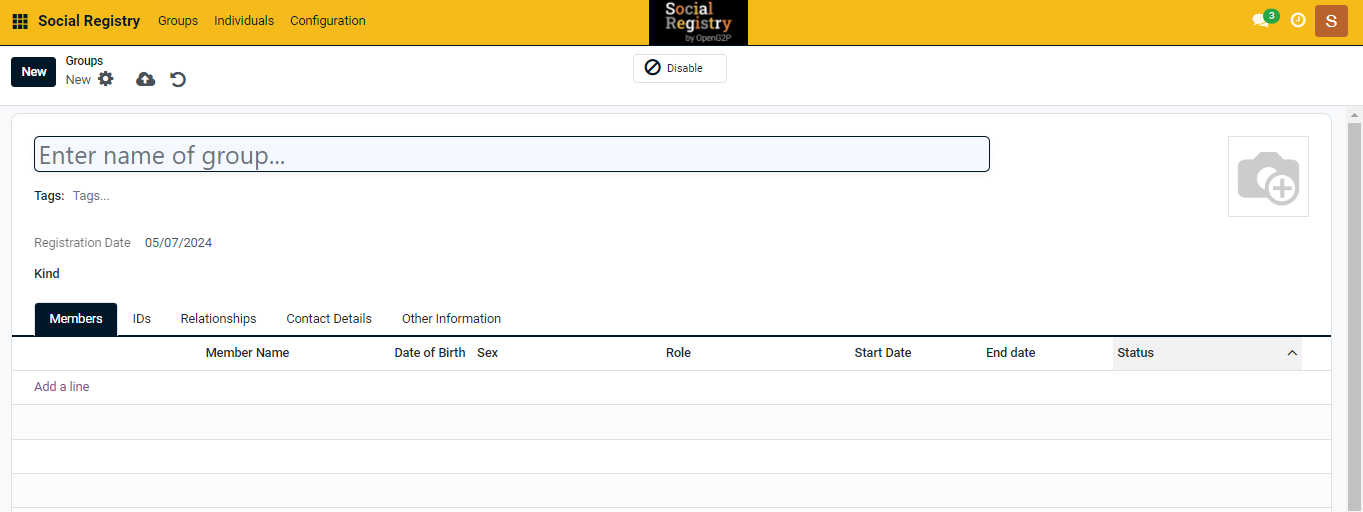 Social Registry Groups Individuals Configuration
Social
Registry
by OpenG2P
3
S
New
Groups
New
Disable
Enter name of group...
Tags: Tags...
Registration Date 05/07/2024
Kind
Members IDs Relationships Contact Details Other Information
Member Name Date of Birth Sex Role Start Date End date Status
Add a line